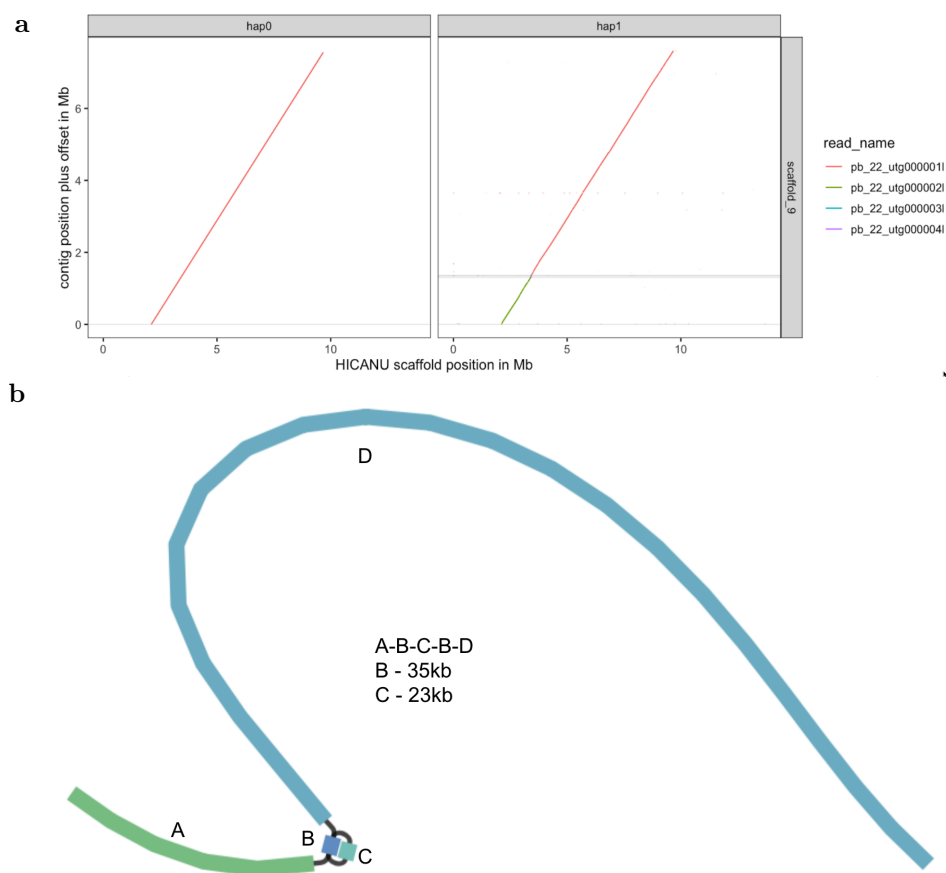 a
hap0
hap1
contig position plus offset in Mb
6
4
2
0
scaffold_9
0
5
10
0
5
10
HICANU scaffold position in Mb
read_name
pb_22_utg000001l
pb_22_utg000002l
pb_22_utg000003l
pb_22_utg000004l
b
D
A-B-C-B-D
B - 35kb
C - 23kb
A
B
C